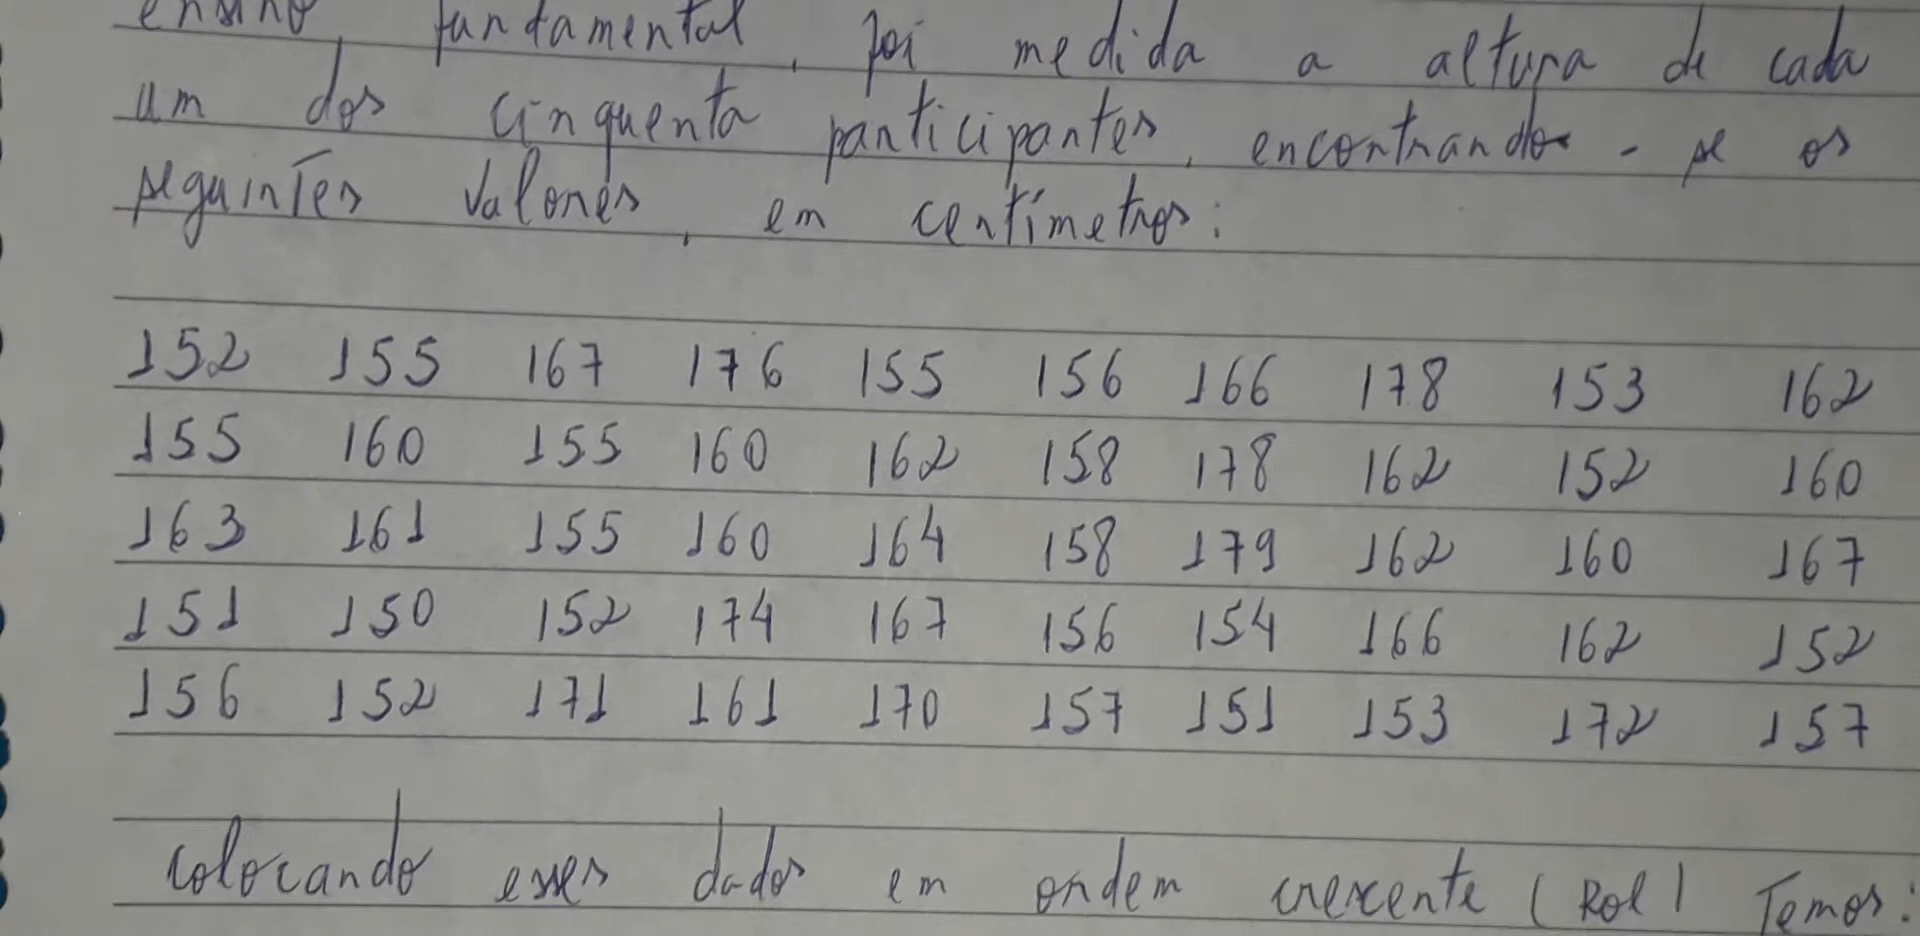 ensino fundamental, foi medida a altura de cada
um dos cinquenta participantes, encontrando-se os
seguintes valores, em centímetros:
152 155 167 176 155 156 166 178 153 162
155 160 155 160 162 158 178 162 152 160
163 161 155 160 164 158 179 162 160 167
151 150 152 174 167 156 154 166 162 152
156 152 171 161 170 157 151 153 172 157
colocando esses dados em ordem crescente (Rol) Temos: